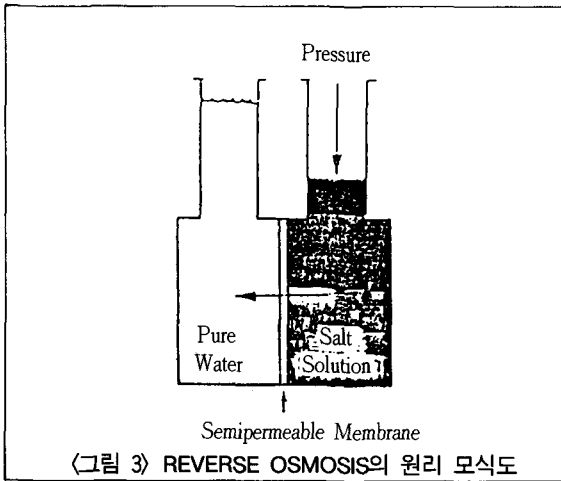 Pressure
Pure
Water
Salt
Solution
Semipermeable Membrane
〈그림 3〉 REVERSE OSMOSIS의 원리 모식도